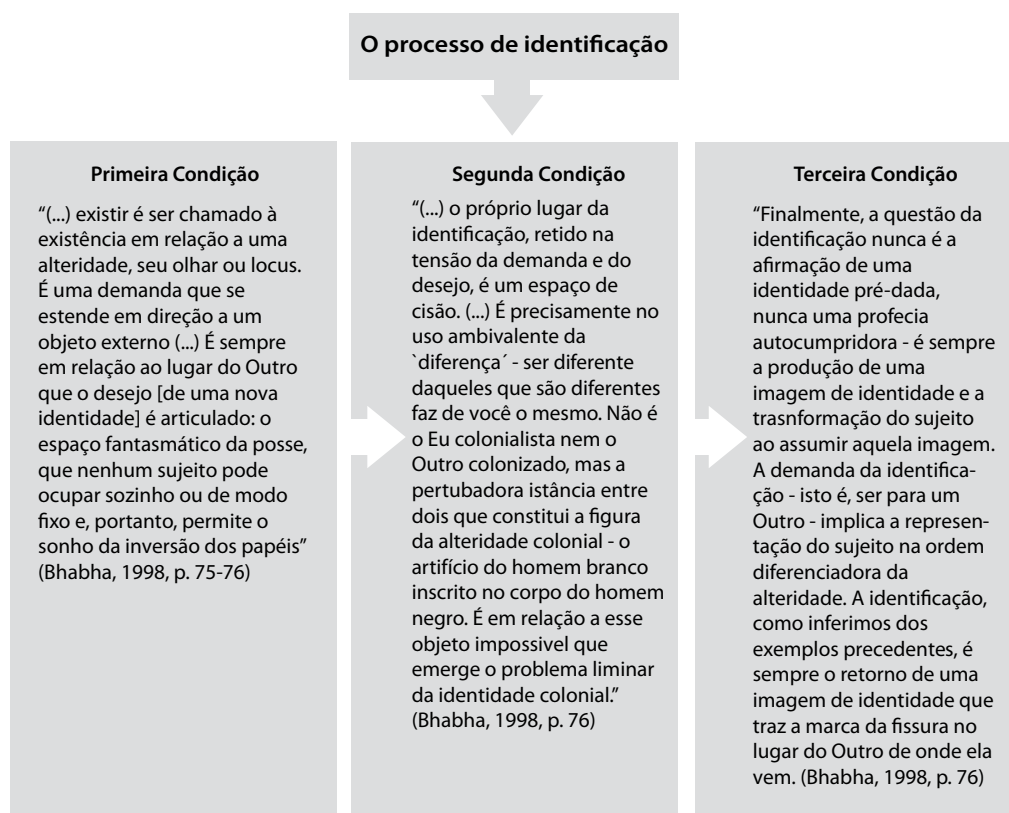 O processo de identificação
Primeira Condição
“(...) existir é ser chamado à
existência em relação a uma
alteridade, seu olhar ou locus.
É uma demanda que se
estende em direção a um
objeto externo (...) É sempre
em relação ao lugar do Outro
que o desejo [de uma nova
identidade] é articulado: o
espaço fantasmático da posse,
que nenhum sujeito pode
ocupar sozinho ou de modo
fixo e, portanto, permite o
sonho da inversão dos papéis”
(Bhabha, 1998, p. 75-76)
Segunda Condição
“(...) o próprio lugar da
identificação, retido na
tensão da demanda e do
desejo, é um espaço de
cisão. (...) É precisamente no
uso ambivalente da
`diferença´ - ser diferente
daqueles que são diferentes
faz de você o mesmo. Não é
o Eu colonialista nem o
Outro colonizado, mas a
pertubadora istância entre
dois que constitui a figura
da alteridade colonial - o
artifício do homem branco
inscrito no corpo do homem
negro. É em relação a esse
objeto impossivel que
emerge o problema liminar
da identidade colonial.”
(Bhabha, 1998, p. 76)
Terceira Condição
“Finalmente, a questão da
identificação nunca é a
afirmação de uma
identidade pré-dada,
nunca uma profecia
autocumpridora - é sempre
a produção de uma
imagem de identidade e a
trasnformação do sujeito
ao assumir aquela imagem.
A demanda da identifica-
ção - isto é, ser para um
Outro - implica a represen-
tação do sujeito na ordem
diferenciadora da
alteridade. A identificação,
como inferimos dos
exemplos precedentes, é
sempre o retorno de uma
imagem de identidade que
traz a marca da fissura no
lugar do Outro de onde ela
vem. (Bhabha, 1998, p. 76)